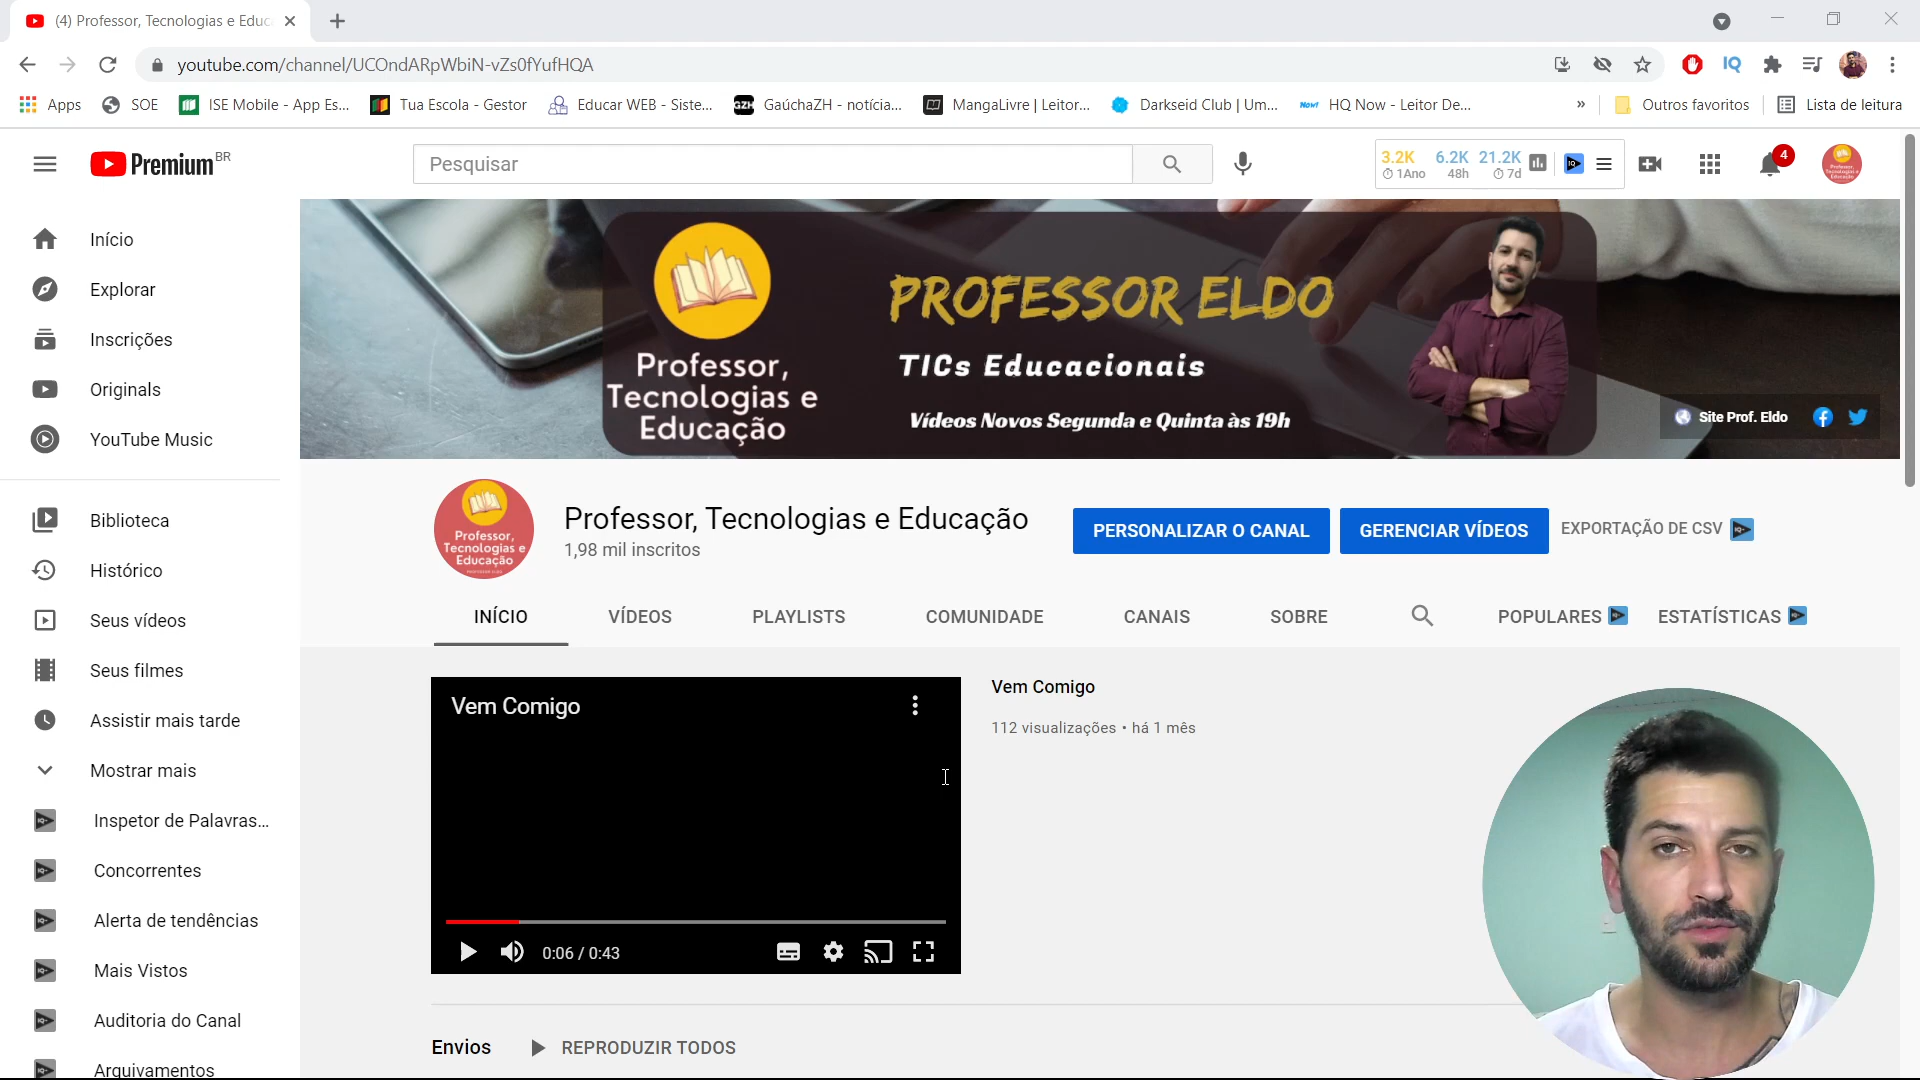 (4) Professor, Tecnologias e Educ
youtube.com/channel/UCOndARpWbiN-vZs0fYufHQA
Apps
SOE
ISE Mobile - App Es...
Tua Escola - Gestor
Educar WEB - Siste...
GZH
GaúchaZH - notícia...
MangaLivre | Leitor...
Darkseid Club | Um...
Now!
HQ Now - Leitor De...
»
Outros favoritos
Lista de leitura
Premium BR
Pesquisar
3.2K
1Ano
6.2K
48h
21.2K
7d
4
Início
Explorar
Inscrições
Originals
YouTube Music
Biblioteca
Histórico
Seus vídeos
Seus filmes
Assistir mais tarde
Mostrar mais
Inspetor de Palavras...
Concorrentes
Alerta de tendências
Mais Vistos
Auditoria do Canal
Arquivamentos
Professor,
Tecnologias e
Educação
PROFESSOR ELDO
TICs Educacionais
Vídeos Novos Segunda e Quinta às 19h
Site Prof. Eldo
Professor,
Tecnologias e
Educação
PROFESSOR ELDO
Professor, Tecnologias e Educação
1,98 mil inscritos
PERSONALIZAR O CANAL
GERENCIAR VÍDEOS
EXPORTAÇÃO DE CSV
INÍCIO
VÍDEOS
PLAYLISTS
COMUNIDADE
CANAIS
SOBRE
POPULARES
ESTATÍSTICAS
Vem Comigo
0:06 / 0:43
Vem Comigo
112 visualizações • há 1 mês
Envios
REPRODUZIR TODOS